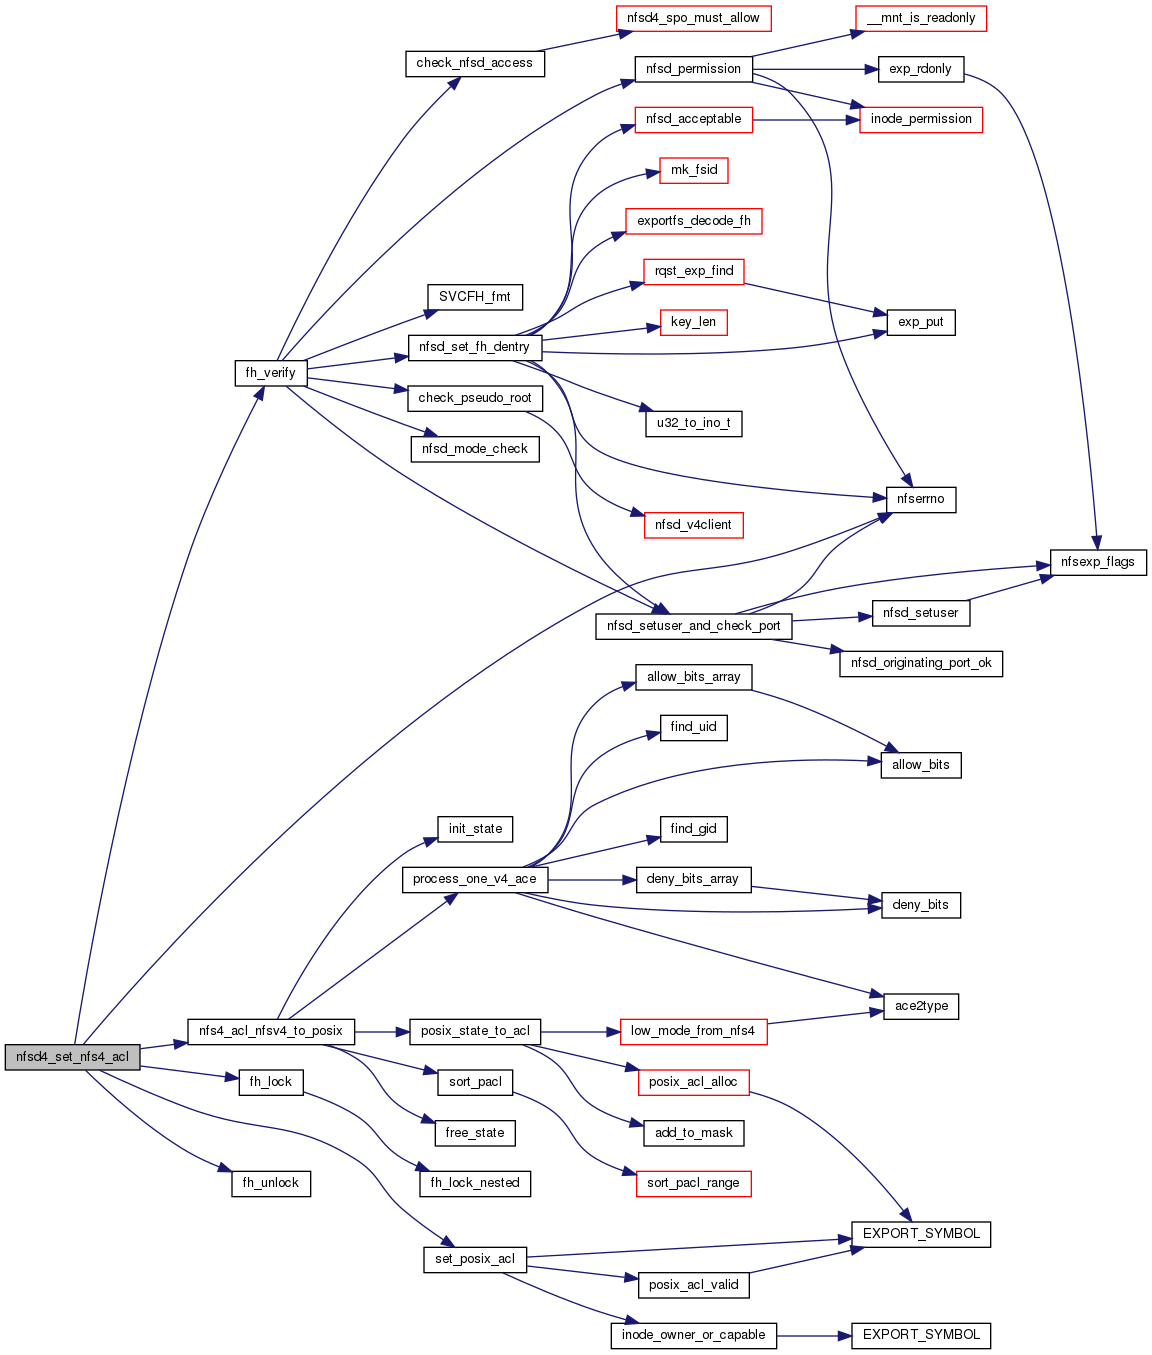 nfsd4_spo_must_allow
__mnt_is_readonly
check_nfsd_access
nfsd_permission
exp_rdonly
nfsd_acceptable
inode_permission
mk_fsid
exportfs_decode_fh
rqst_exp_find
SVCFH_fmt
key_len
exp_put
nfsd_set_fh_dentry
fh_verify
check_pseudo_root
u32_to_ino_t
nfsd_mode_check
nfserrno
nfsd_v4client
nfsexp_flags
nfsd_setuser
nfsd_setuser_and_check_port
nfsd_originating_port_ok
allow_bits_array
find_uid
allow_bits
init_state
find_gid
process_one_v4_ace
deny_bits_array
deny_bits
ace2type
nfs4_acl_nfsv4_to_posix
posix_state_to_acl
low_mode_from_nfs4
nfsd4_set_nfs4_acl
fh_lock
sort_pacl
posix_acl_alloc
free_state
add_to_mask
fh_unlock
fh_lock_nested
sort_pacl_range
EXPORT_SYMBOL
set_posix_acl
posix_acl_valid
inode_owner_or_capable
EXPORT_SYMBOL